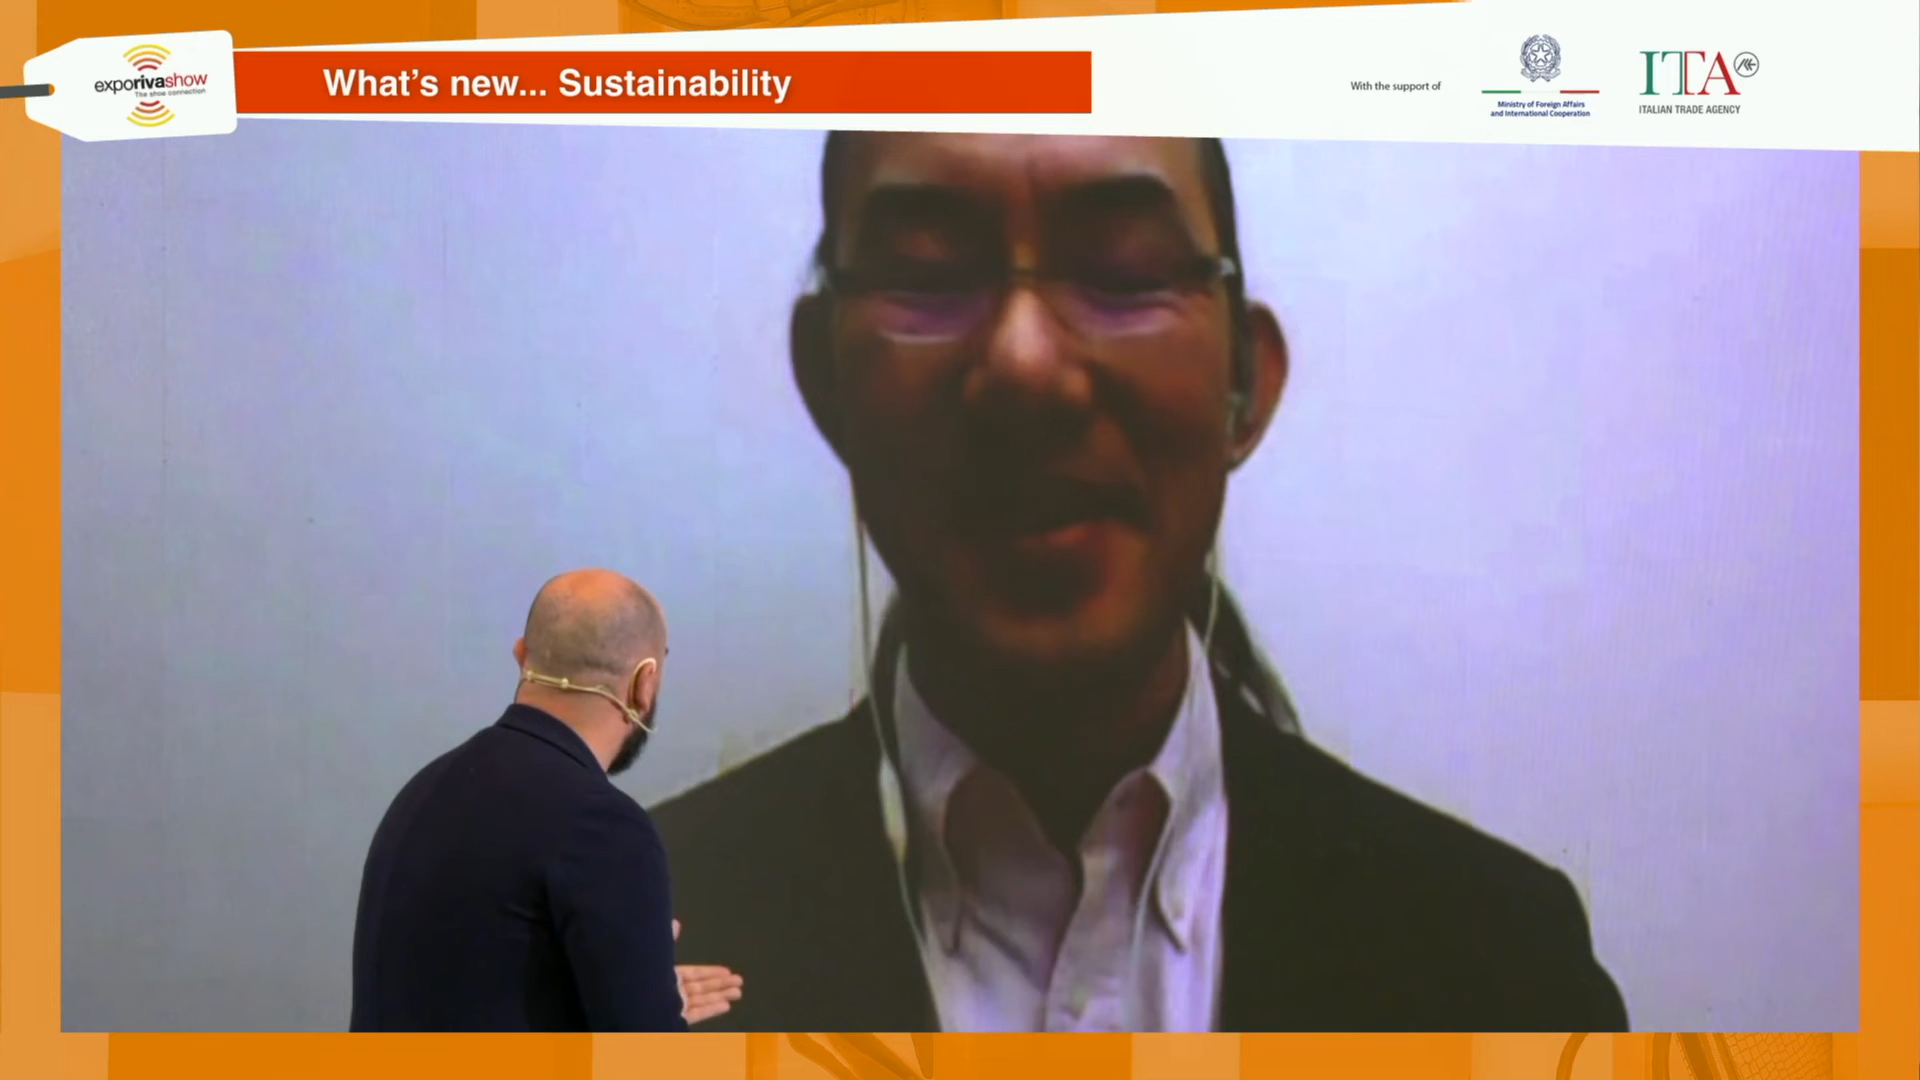 exporivashow
The shoe connection
What's new... Sustainability
With the support of
Ministry of Foreign Affairs
and International Cooperation
ITA
ITALIAN TRADE AGENCY